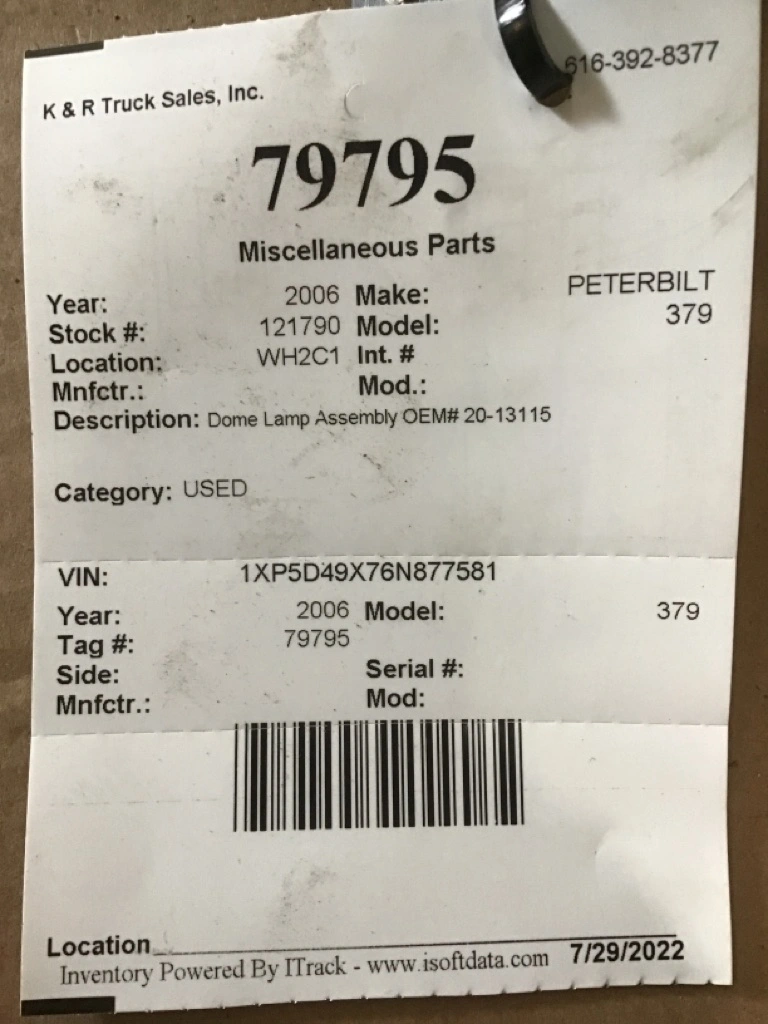 K & R Truck Sales, Inc. 616-392-8377
79795
Miscellaneous Parts
Year: 2006 Make: PETERBILT
Stock #: 121790 Model: 379
Location: WH2C1 Int. #
Mnfctr.: Mod.:
Description: Dome Lamp Assembly OEM# 20-13115
Category: USED
VIN: 1XP5D49X76N877581
Year: 2006 Model: 379
Tag #: 79795
Side: Serial #:
Mnfctr.: Mod:
Location
Inventory Powered By ITrack - www.isoftdata.com 7/29/2022